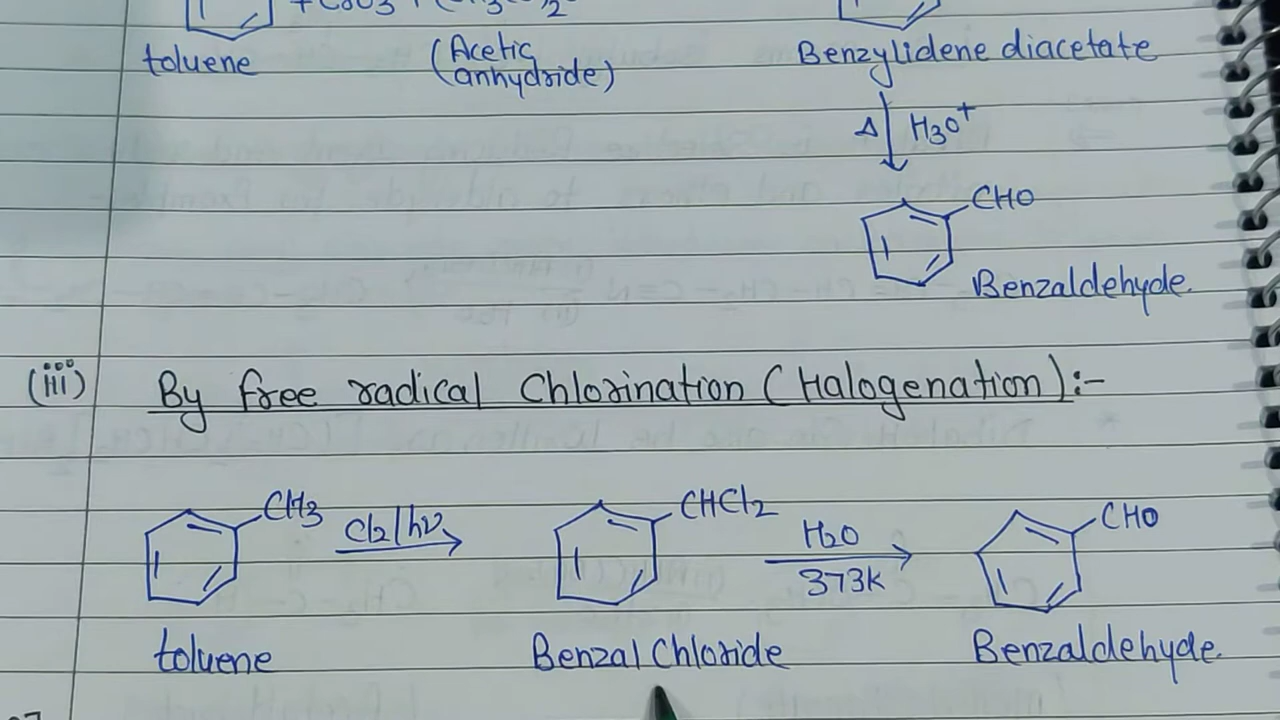 toluene (Acetic Benzylidene diacetate
anhydride)
Δ H3O+
CHO
Benzaldehyde
(iii) By free radical Chlorination (Halogenation):-
CH3 Cl2/hν CHCl2 H2O CHO
373K
toluene Benzal Chloride Benzaldehyde